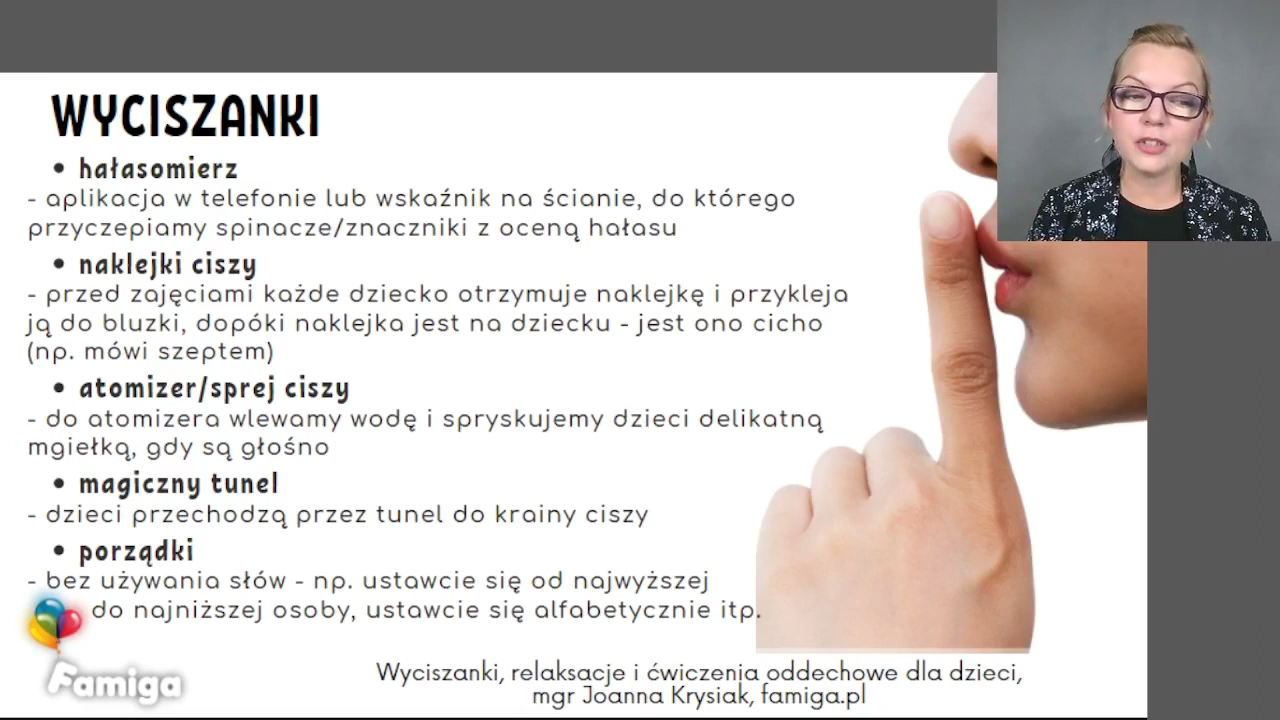 WYCISZANKI
• hałasomierz
- aplikacja w telefonie lub wskaźnik na ścianie, do którego
przyczepiamy spinacze/znaczniki z oceną hałasu
• naklejki ciszy
- przed zajęciami każde dziecko otrzymuje naklejkę i przykleja
ją do bluzki, dopóki naklejka jest na dziecku - jest ono cicho
(np. mówi szeptem)
• atomizer/sprej ciszy
- do atomizera wlewamy wodę i spryskujemy dzieci delikatną
mgiełką, gdy są głośno
• magiczny tunel
- dzieci przechodzą przez tunel do krainy ciszy
• porządki
- bez używania słów - np. ustawcie się od najwyższej
do najniższej osoby, ustawcie się alfabetycznie itp.
Famiga
Wyciszanki, relaksacje i ćwiczenia oddechowe dla dzieci,
mgr Joanna Krysiak, famiga.pl